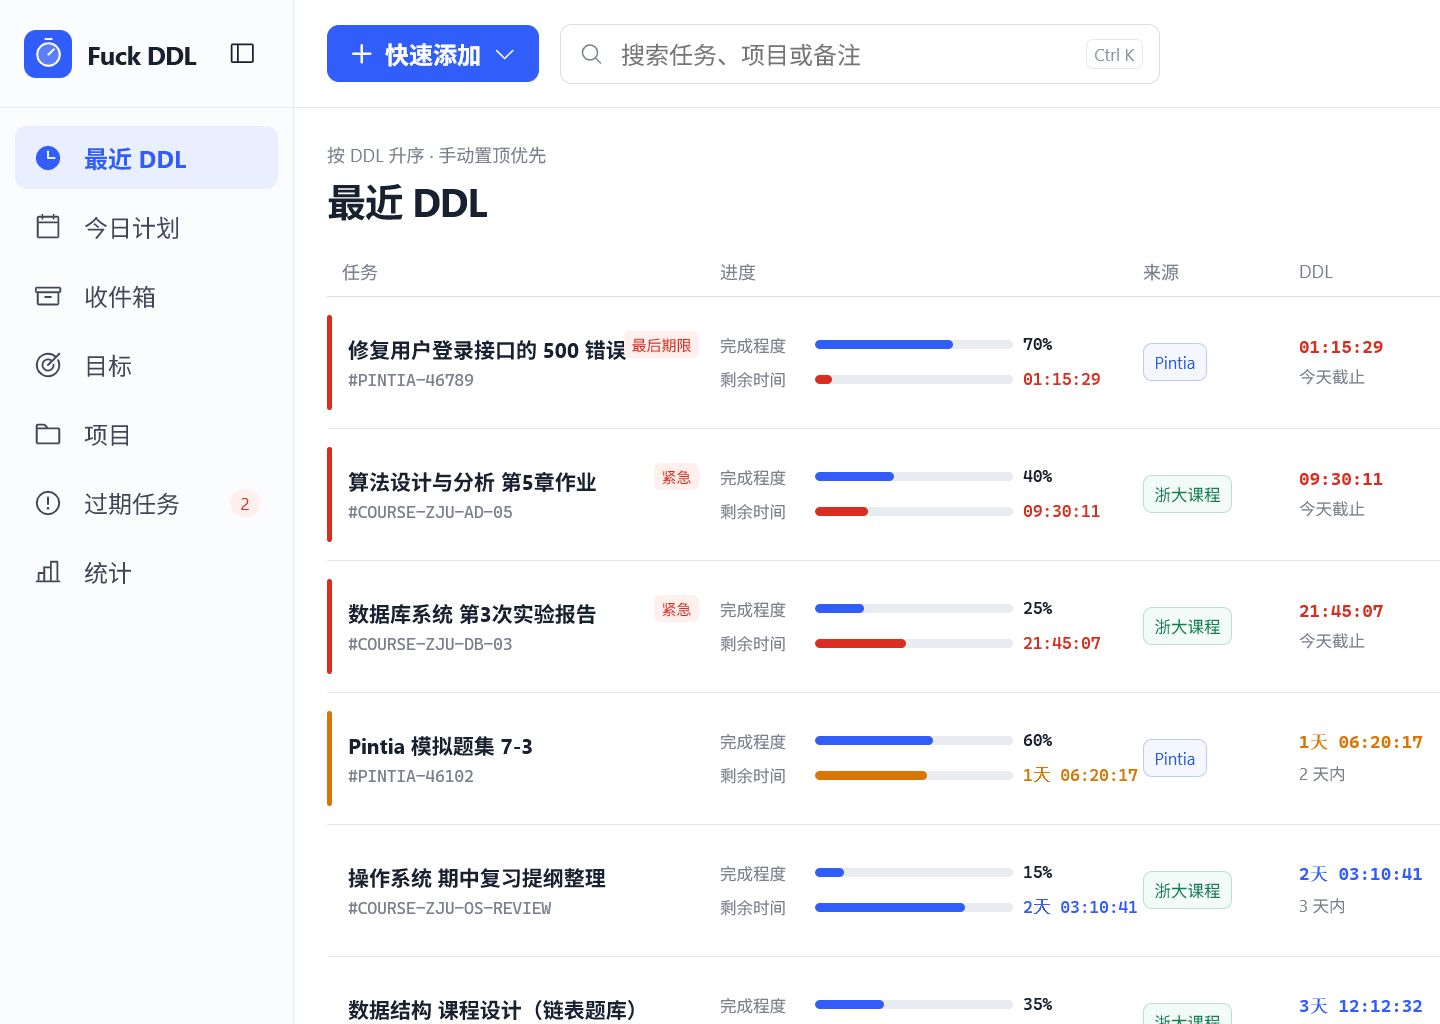 Fuck DDL
快速添加
搜索任务、项目或备注
Ctrl K
最近 DDL
今日计划
收件箱
目标
项目
过期任务 2
统计
按 DDL 升序 · 手动置顶优先
最近 DDL
任务 进度 来源 DDL
修复用户登录接口的 500 错误 最后期限
#PINTIA-46789
完成程度 70%
剩余时间 01:15:29
Pintia
01:15:29
今天截止
算法设计与分析 第5章作业 紧急
#COURSE-ZJU-AD-05
完成程度 40%
剩余时间 09:30:11
浙大课程
09:30:11
今天截止
数据库系统 第3次实验报告 紧急
#COURSE-ZJU-DB-03
完成程度 25%
剩余时间 21:45:07
浙大课程
21:45:07
今天截止
Pintia 模拟题集 7-3
#PINTIA-46102
完成程度 60%
剩余时间 1天 06:20:17
Pintia
1天 06:20:17
2 天内
操作系统 期中复习提纲整理
#COURSE-ZJU-OS-REVIEW
完成程度 15%
剩余时间 2天 03:10:41
浙大课程
2天 03:10:41
3 天内
数据结构 课程设计（链表题库）
完成程度 35%
浙大课程
3天 12:12:32